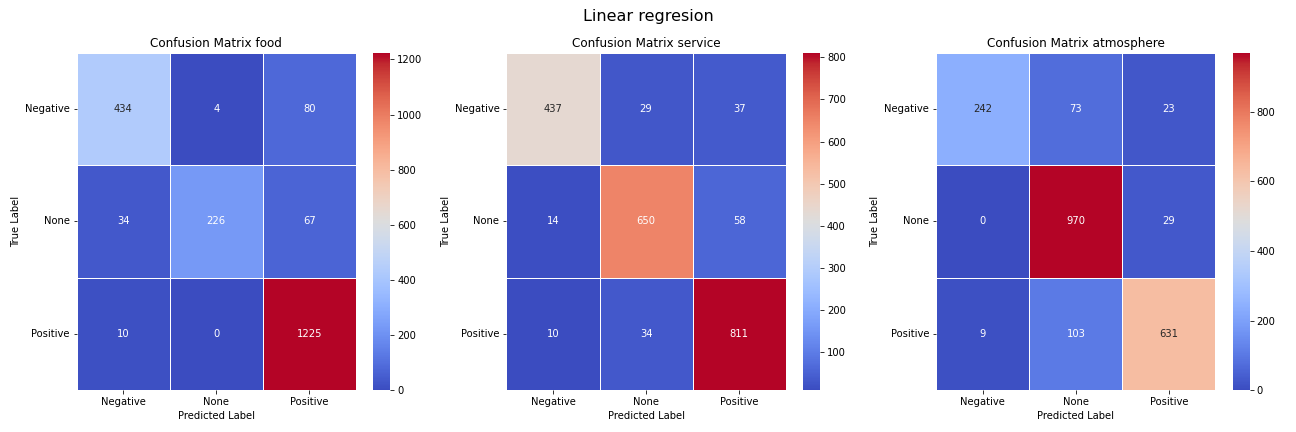 Linear regresion
Confusion Matrix food
Negative
None
Positive
True Label
434 4 80
34 226 67
10 0 1225
Negative None Positive
Predicted Label
1200
1000
800
600
400
200
0
Confusion Matrix service
Negative
None
Positive
True Label
437 29 37
14 650 58
10 34 811
Negative None Positive
Predicted Label
800
700
600
500
400
300
200
100
Confusion Matrix atmosphere
Negative
None
Positive
True Label
242 73 23
0 970 29
9 103 631
Negative None Positive
Predicted Label
800
600
400
200
0